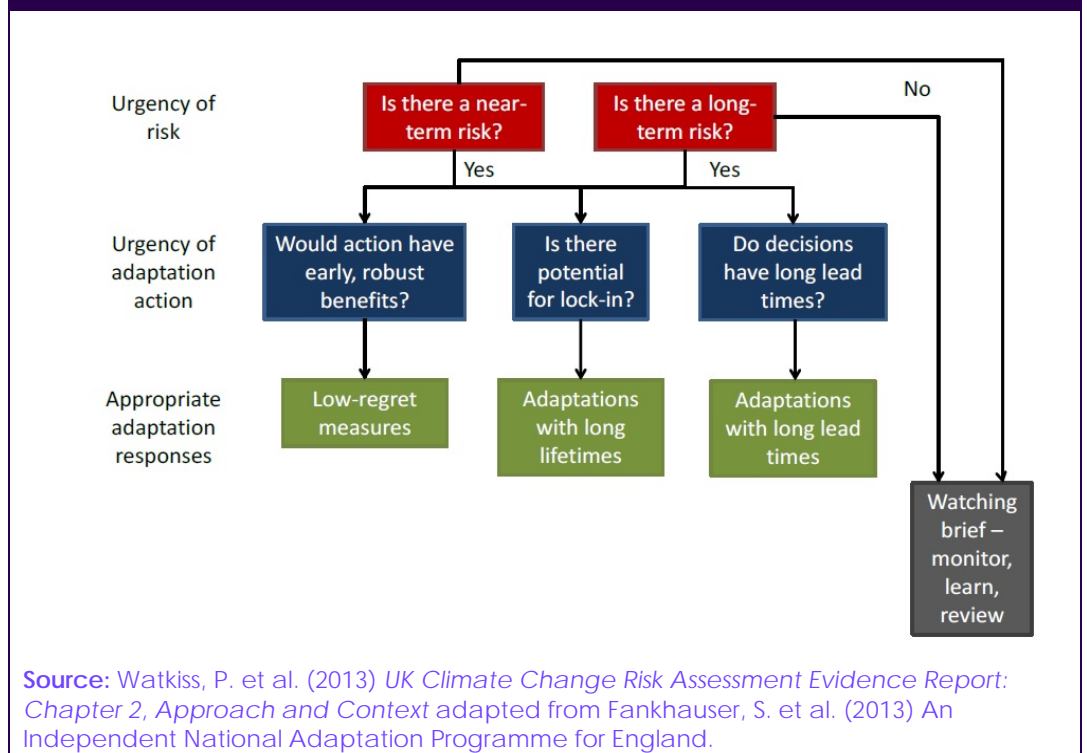 Urgency of
risk
Is there a near-
term risk?
Is there a long-
term risk?
No
Yes
Yes
Urgency of
adaptation
action
Would action have
early, robust
benefits?
Is there
potential
for lock-in?
Do decisions
have long lead
times?
Appropriate
adaptation
responses
Low-regret
measures
Adaptations
with long
lifetimes
Adaptations
with long lead
times
Watching
brief –
monitor,
learn,
review
Source: Watkiss, P. et al. (2013) UK Climate Change Risk Assessment Evidence Report:
Chapter 2, Approach and Context adapted from Fankhauser, S. et al. (2013) An
Independent National Adaptation Programme for England.